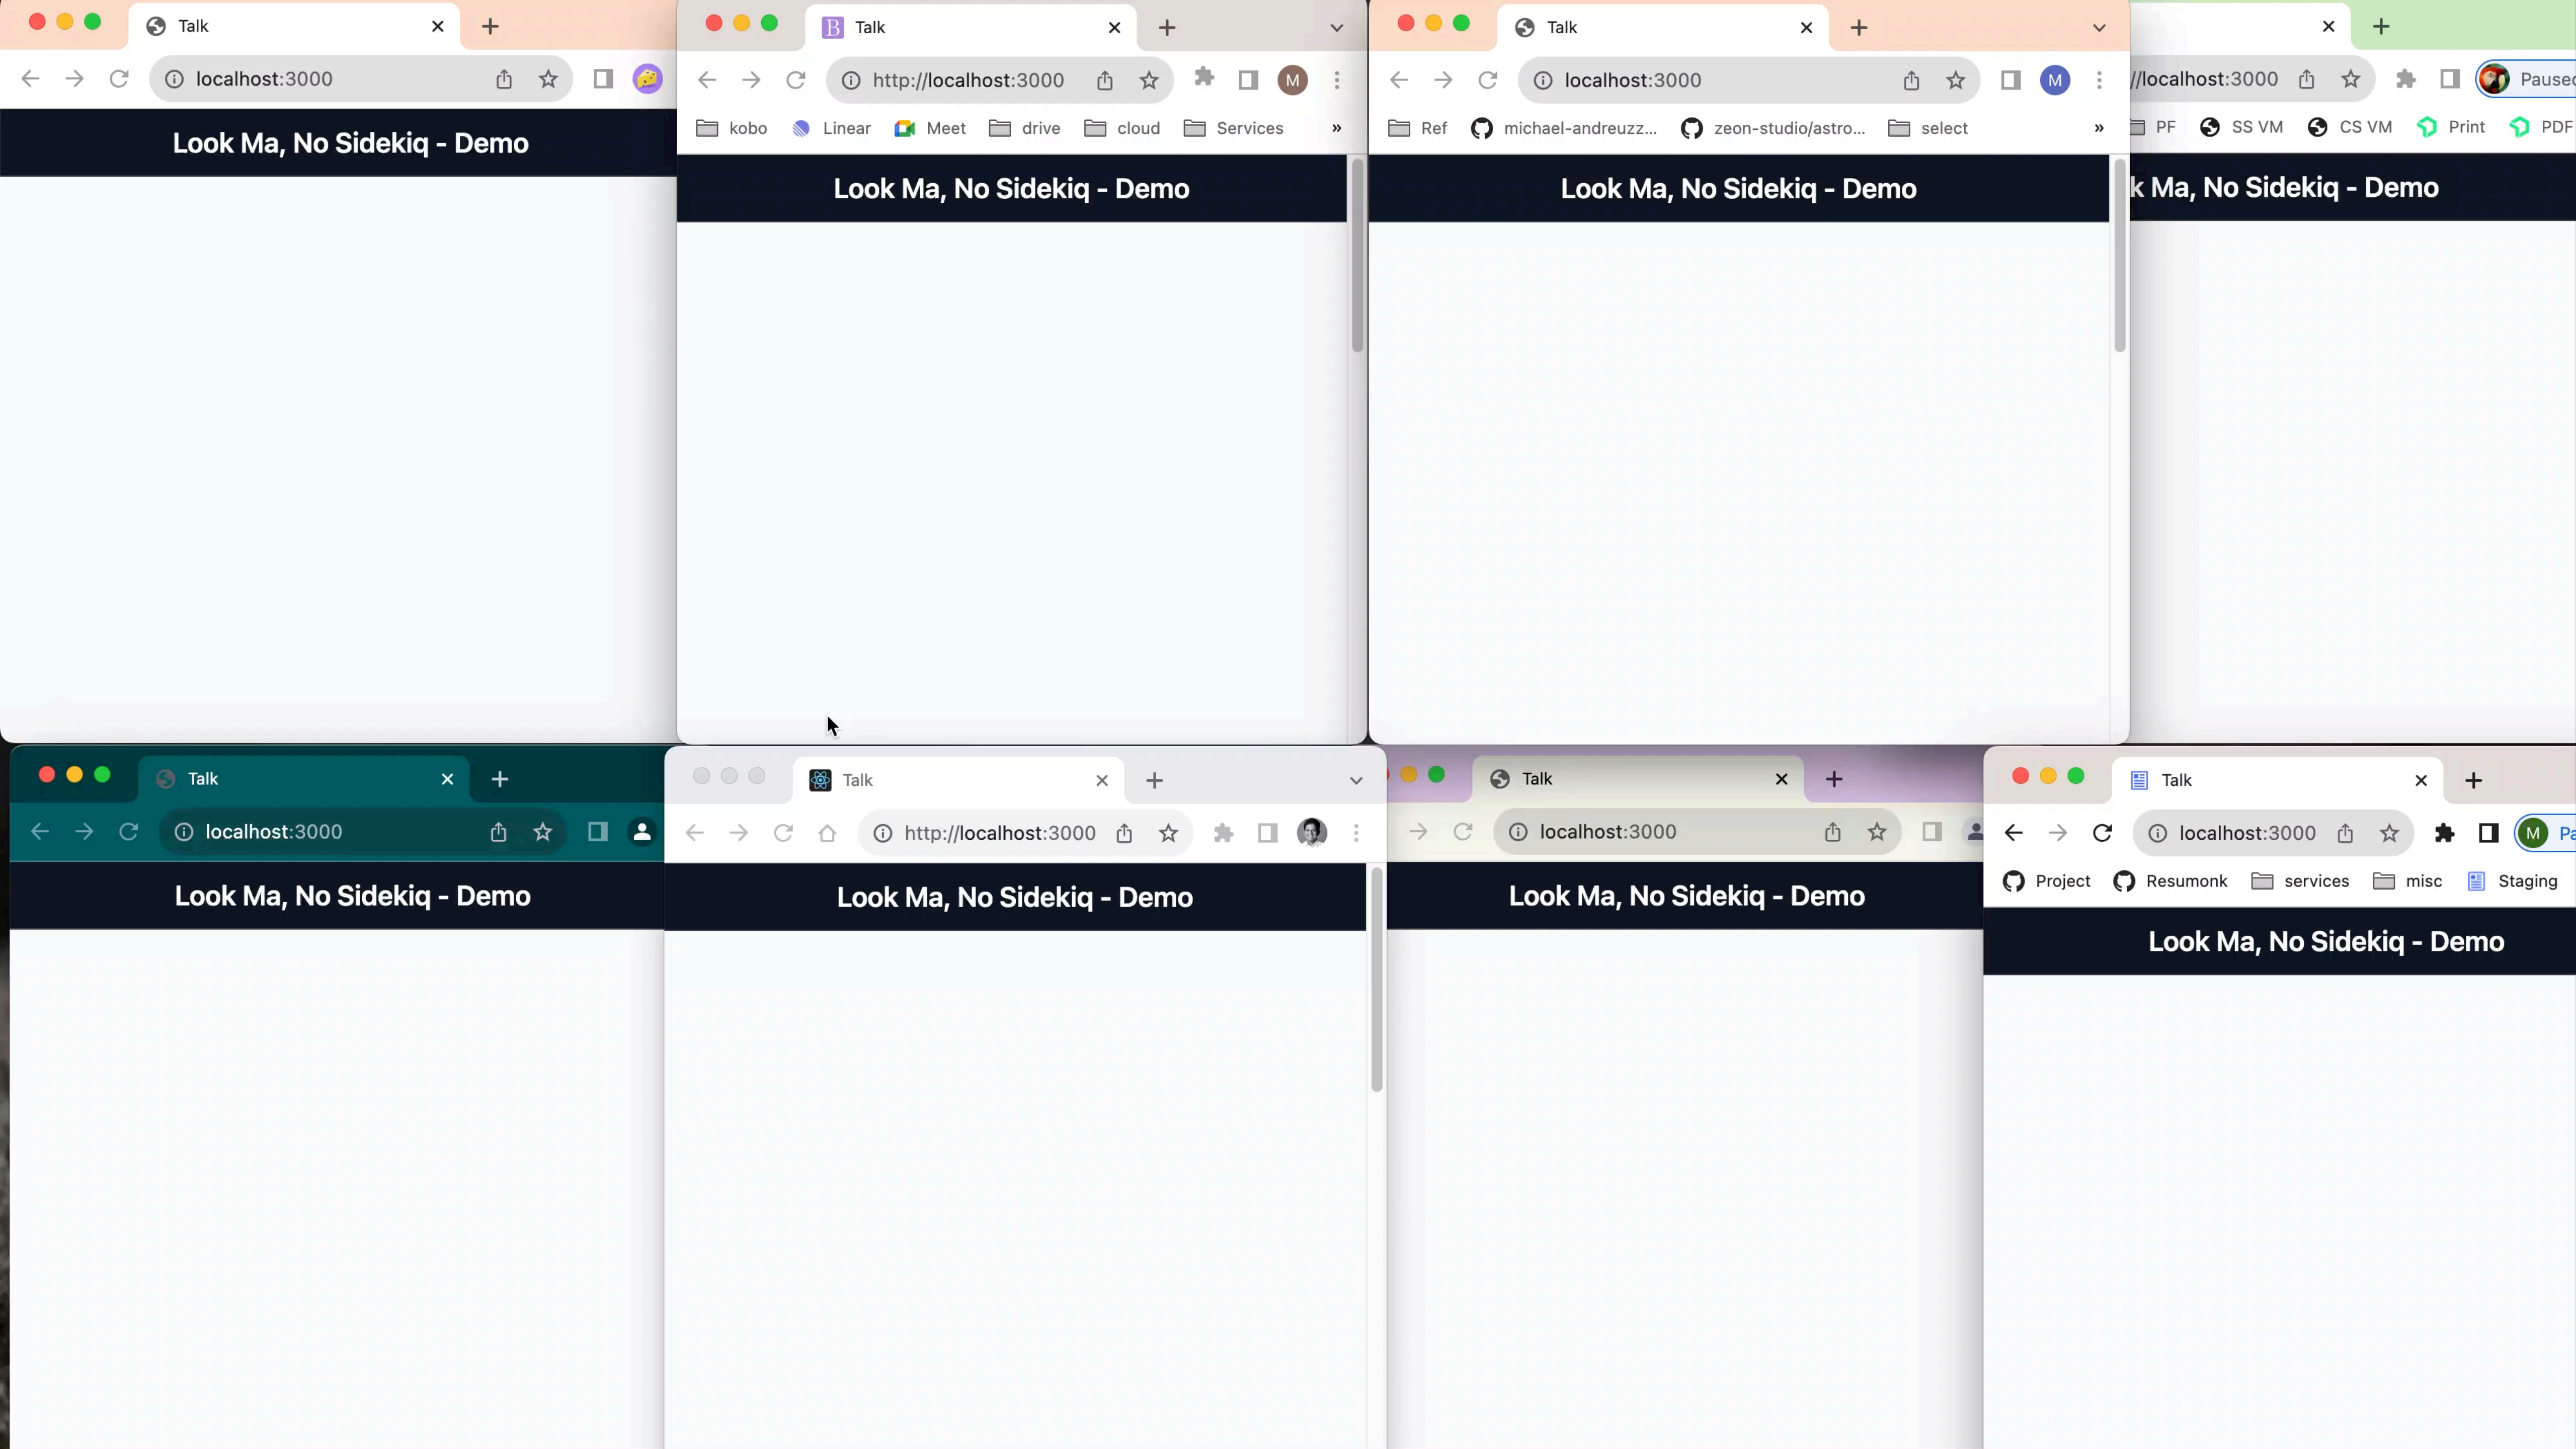 Talk
localhost:3000
Look Ma, No Sidekiq - Demo
B Talk
http://localhost:3000 M
kobo Linear Meet drive cloud Services »
Look Ma, No Sidekiq - Demo
Talk
localhost:3000 M
Ref michael-andreuzz... zeon-studio/astro... select »
Look Ma, No Sidekiq - Demo
//localhost:3000 Paused
PF SS VM CS VM Print PDF
k Ma, No Sidekiq - Demo
Talk
localhost:3000
Look Ma, No Sidekiq - Demo
Talk
http://localhost:3000
Look Ma, No Sidekiq - Demo
Talk
localhost:3000
Look Ma, No Sidekiq - Demo
Talk
localhost:3000 M Pa
Project Resumonk services misc Staging
Look Ma, No Sidekiq - Demo